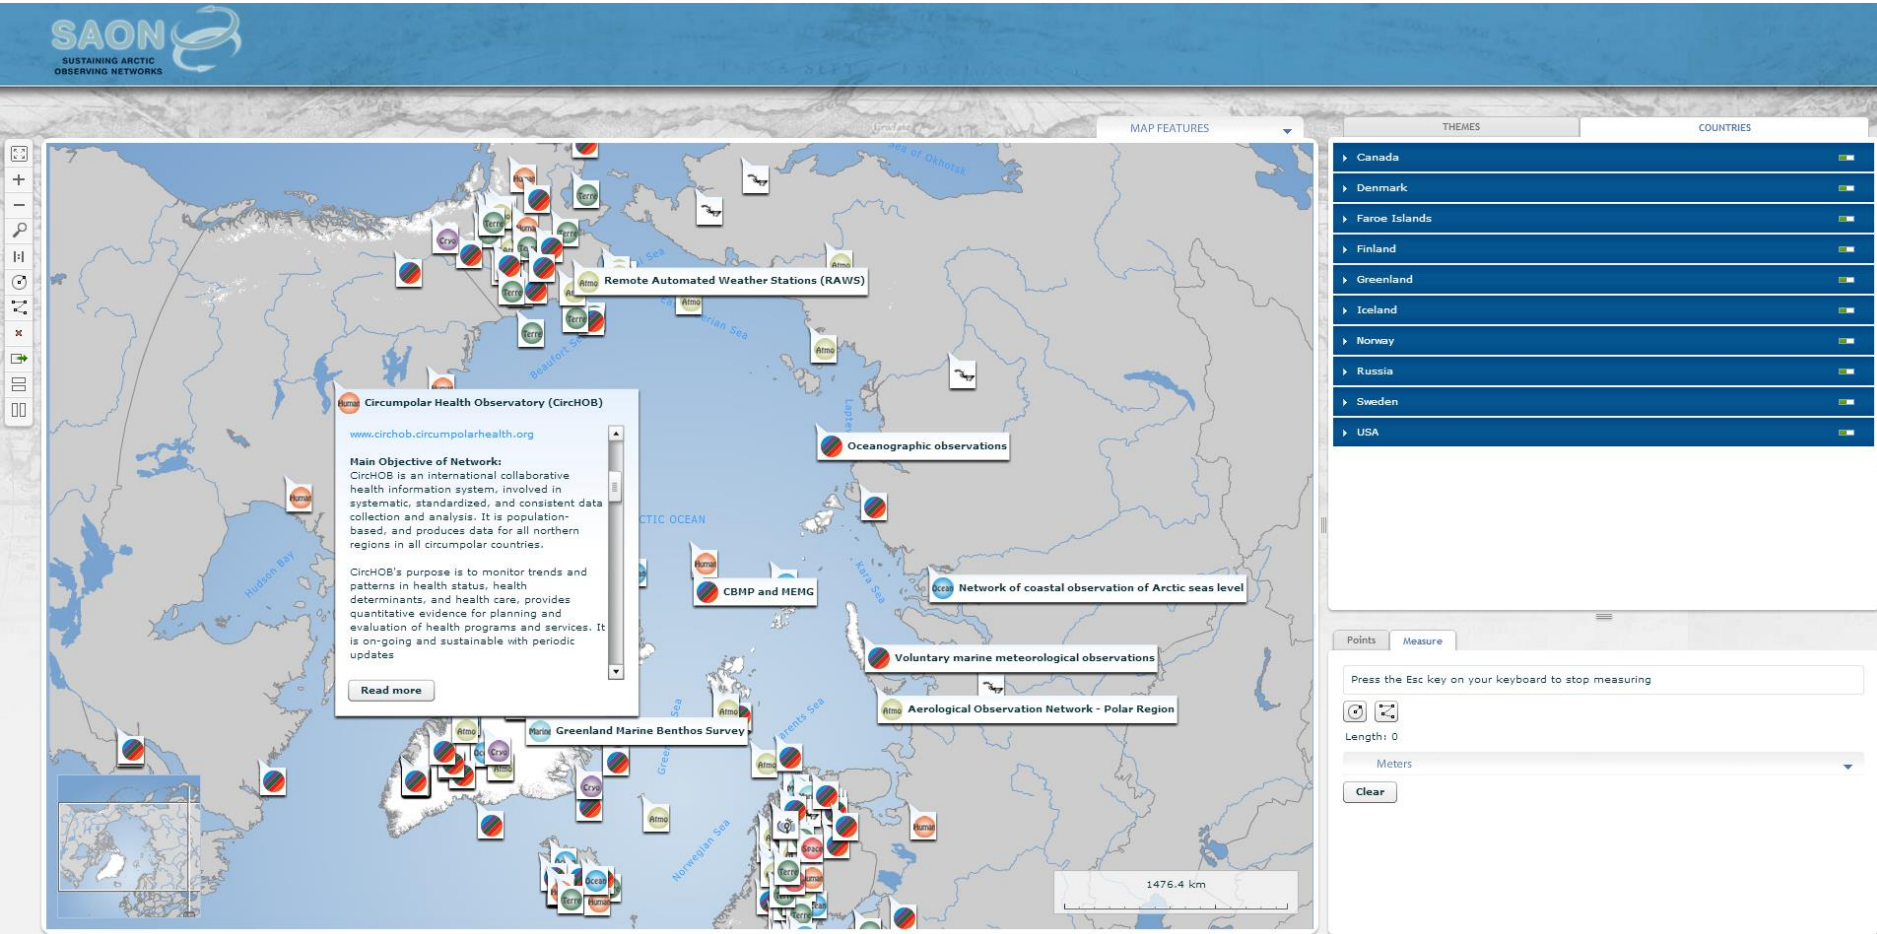 SAON
SUSTAINING ARCTIC
OBSERVING NETWORKS
MAP FEATURES
THEMES
COUNTRIES
Canada
Denmark
Faroe Islands
Finland
Greenland
Iceland
Norway
Russia
Sweden
USA
Sea of Okhotsk
Remote Automated Weather Stations (RAWS)
Circumpolar Health Observatory (CircHOB)
www.circhob.circumpolarhealth.org
Main Objective of Network:
CircHOB is an international collaborative
health information system, involved in
systematic, standardized, and consistent data
collection and analysis. It is population-
based, and produces data for all northern
regions in all circumpolar countries.
CircHOB's purpose is to monitor trends and
patterns in health status, health
determinants, and health care, provides
quantitative evidence for planning and
evaluation of health programs and services. It
is on-going and sustainable with periodic
updates
Read more
Oceanographic observations
CTIC OCEAN
Hudson Bay
Kara Sea
CBMP and MEMG
Ocean
Network of coastal observation of Arctic seas level
Voluntary marine meteorological observations
Atmo
Aerological Observation Network - Polar Region
Marine
Greenland Marine Benthos Survey
Norwegian Sea
1476.4 km
Points
Measure
Press the Esc key on your keyboard to stop measuring
Length: 0
Meters
Clear